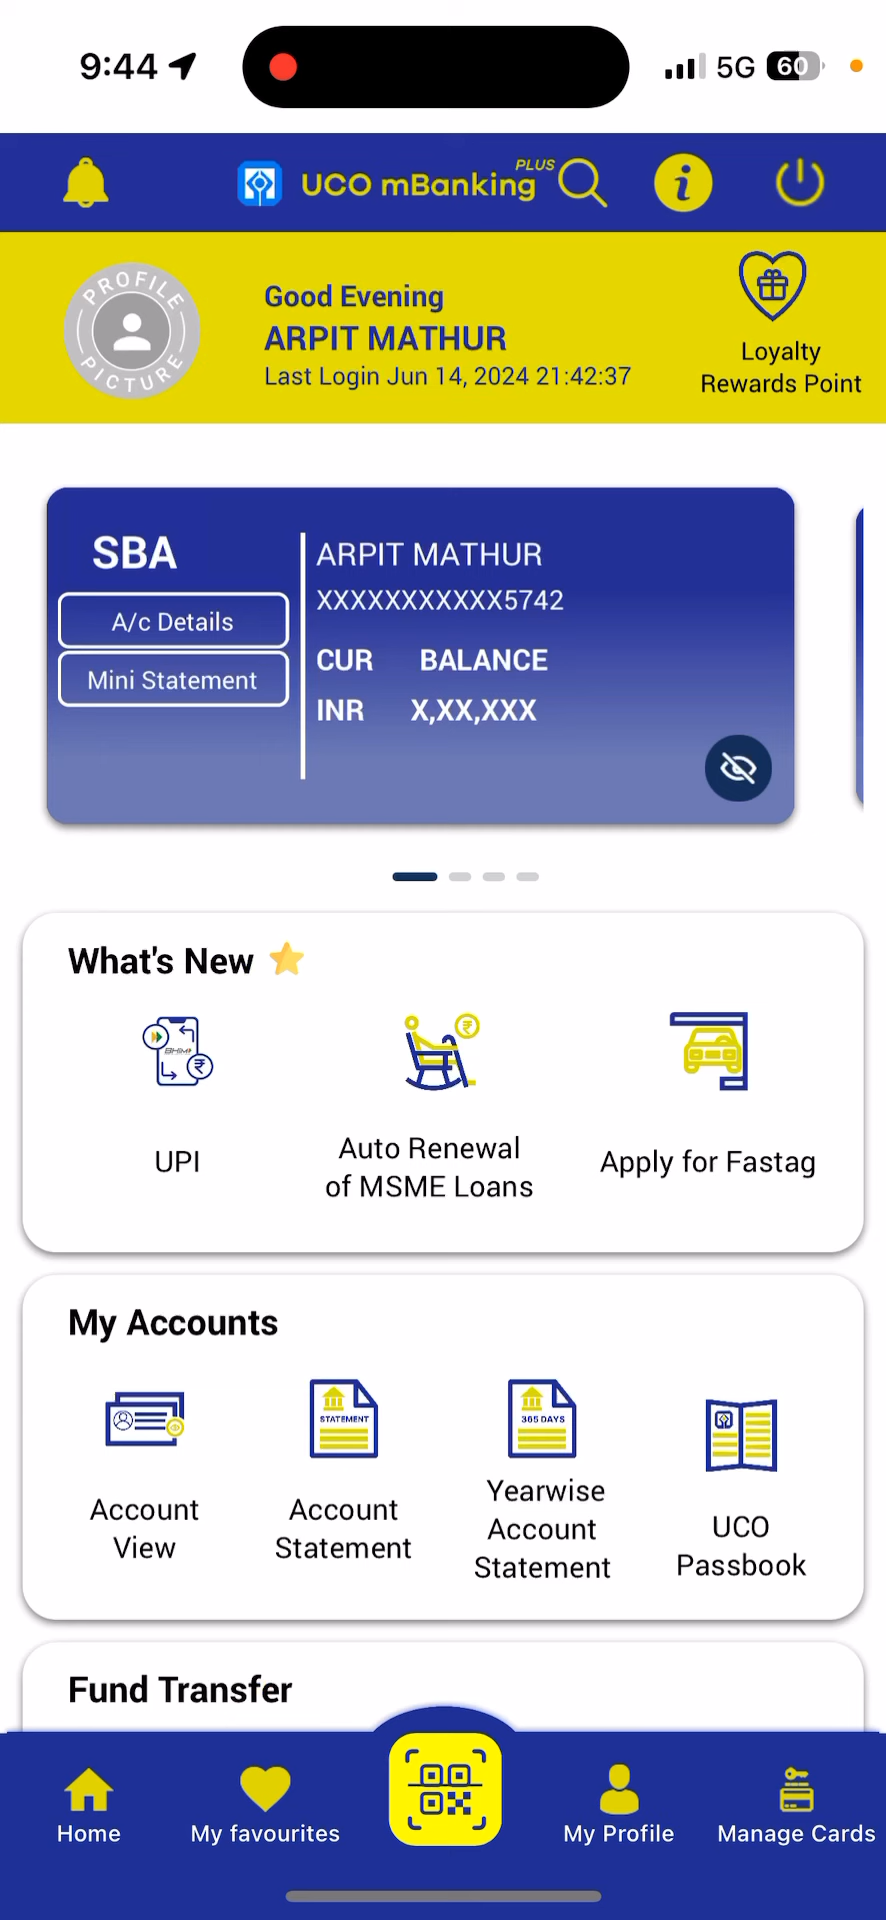 9:44
5G 60
UCO mBanking PLUS
PROFILE PICTURE
Good Evening
ARPIT MATHUR
Last Login Jun 14, 2024 21:42:37
Loyalty
Rewards Point
SBA
A/c Details
Mini Statement
ARPIT MATHUR
XXXXXXXXXXX5742
CUR BALANCE
INR X,XX,XXX
What's New
BHIM
UPI
Auto Renewal
of MSME Loans
Apply for Fastag
My Accounts
Account
View
STATEMENT
Account
Statement
365 DAYS
Yearwise
Account
Statement
UCO
Passbook
Fund Transfer
Home
My favourites
My Profile
Manage Cards